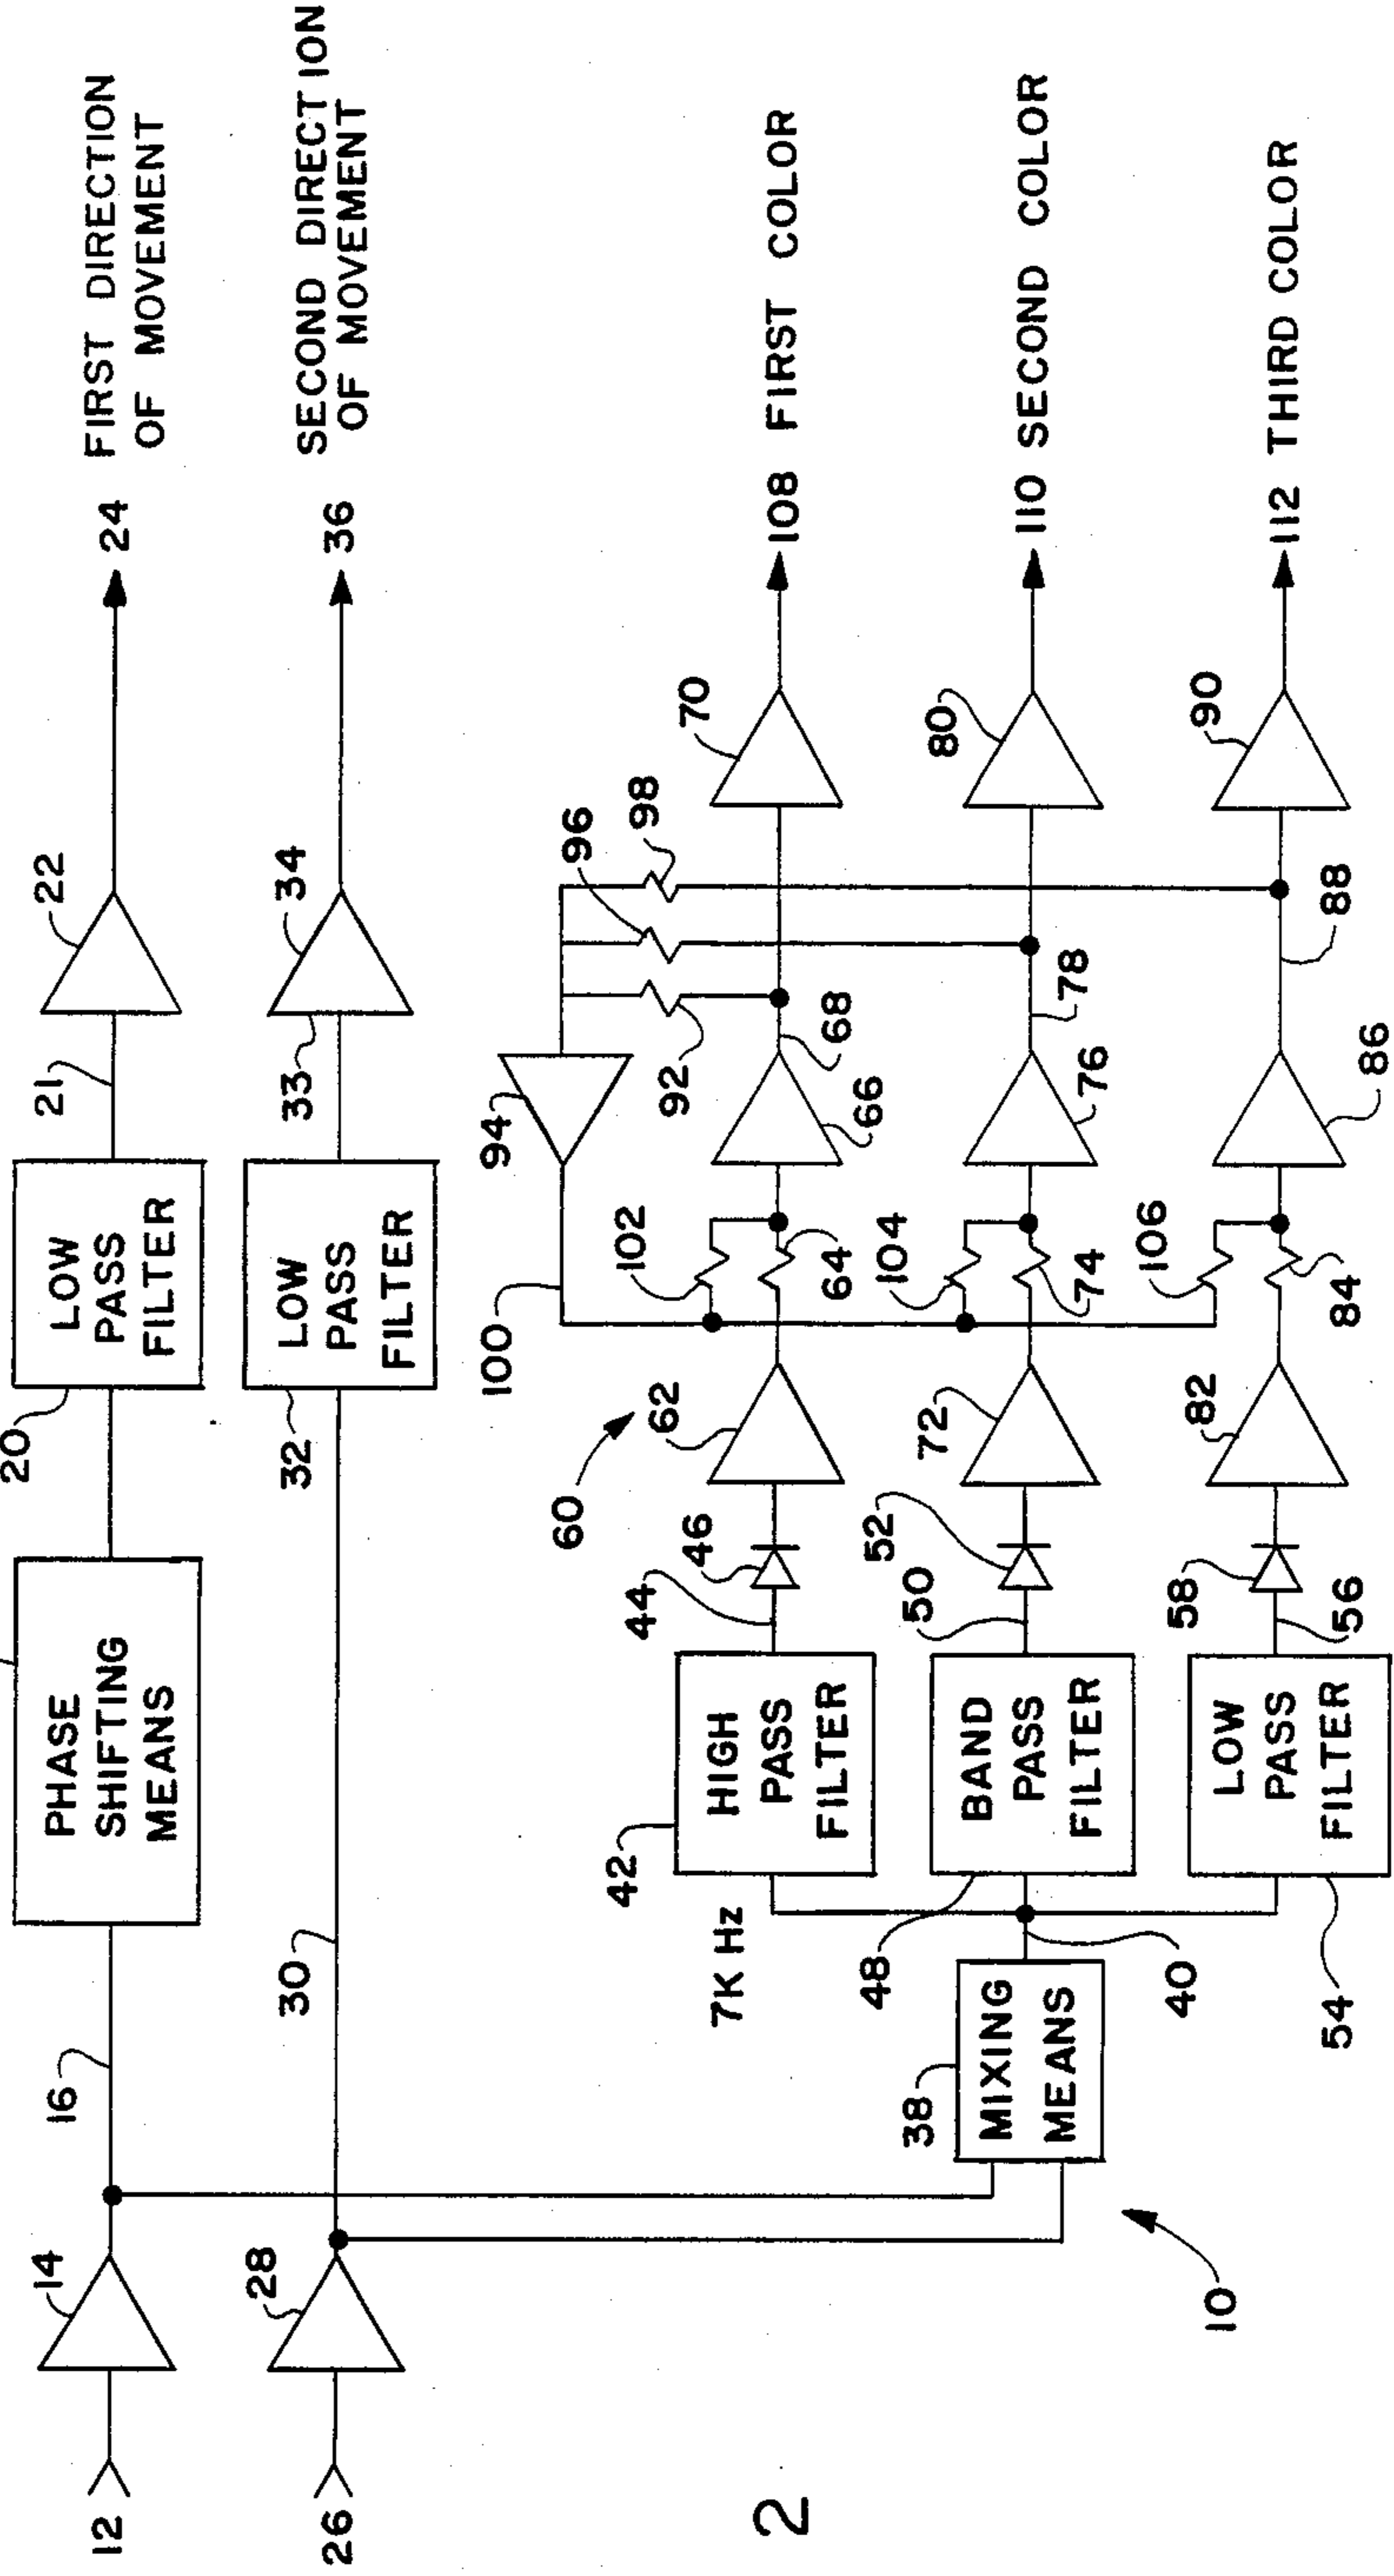 12
14
16
PHASE
SHIFTING
MEANS
20
LOW
PASS
FILTER
21
22
24 FIRST DIRECTION
OF MOVEMENT
26
28
30
32
LOW
PASS
FILTER
33
34
36
SECOND DIRECTION
OF MOVEMENT
10
38
MIXING
MEANS
40
7K Hz
42
HIGH
PASS
FILTER
44
46
60
62
64
102
100
94
66
68
92
96
98
70
108 FIRST COLOR
48
BAND
PASS
FILTER
50
52
72
74
104
76
78
80
110 SECOND COLOR
54
LOW
PASS
FILTER
56
58
82
84
106
86
88
90
112 THIRD COLOR
2